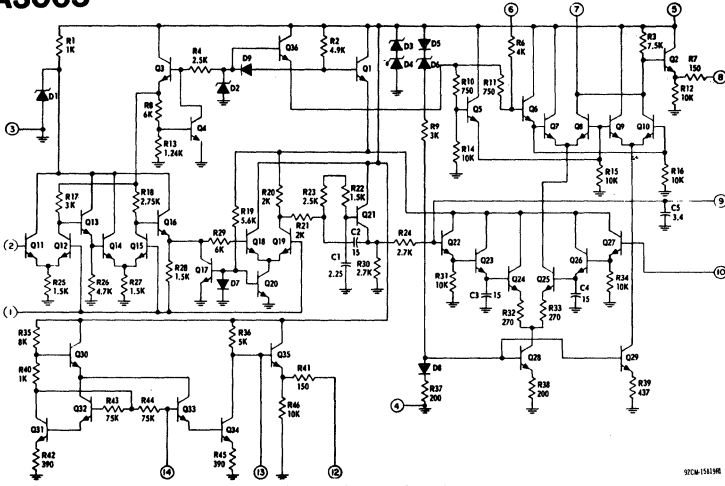 6
7
5
R1
1K
R4
2.5K
Q36
R2
4.9K
D3
D5
R6
4K
R3
7.5K
Q3
D9
Q1
D4
D6
Q2
R7
150
8
D1
D2
R10
750
R11
750
R8
6K
Q4
Q5
Q6
R12
10K
3
R9
3K
Q7
Q8
Q9
Q10
R13
1.24K
R14
10K
R15
10K
R16
10K
R17
3K
Q13
R18
2.75K
Q16
R19
5.6K
R20
2K
R23
2.5K
R22
1.5K
Q21
9
R29
6K
Q18
Q19
R21
2K
C2
15
R24
2.7K
C5
3.4
2
Q11
Q12
Q14
Q15
Q17
Q22
Q27
10
R28
1.5K
D7
Q20
C1
2.25
R30
2.7K
Q23
Q24
Q25
Q26
R25
1.5K
R26
4.7K
R27
1.5K
R31
10K
C3
15
C4
15
R34
10K
1
R32
270
R33
270
R35
8K
R36
5K
Q30
Q35
R41
150
Q28
Q29
R40
1K
D8
Q32
R43
75K
R44
75K
Q33
R46
10K
R37
200
R38
200
R39
437
Q31
Q34
4
R42
390
R45
390
14
13
12
92CM-15819RI